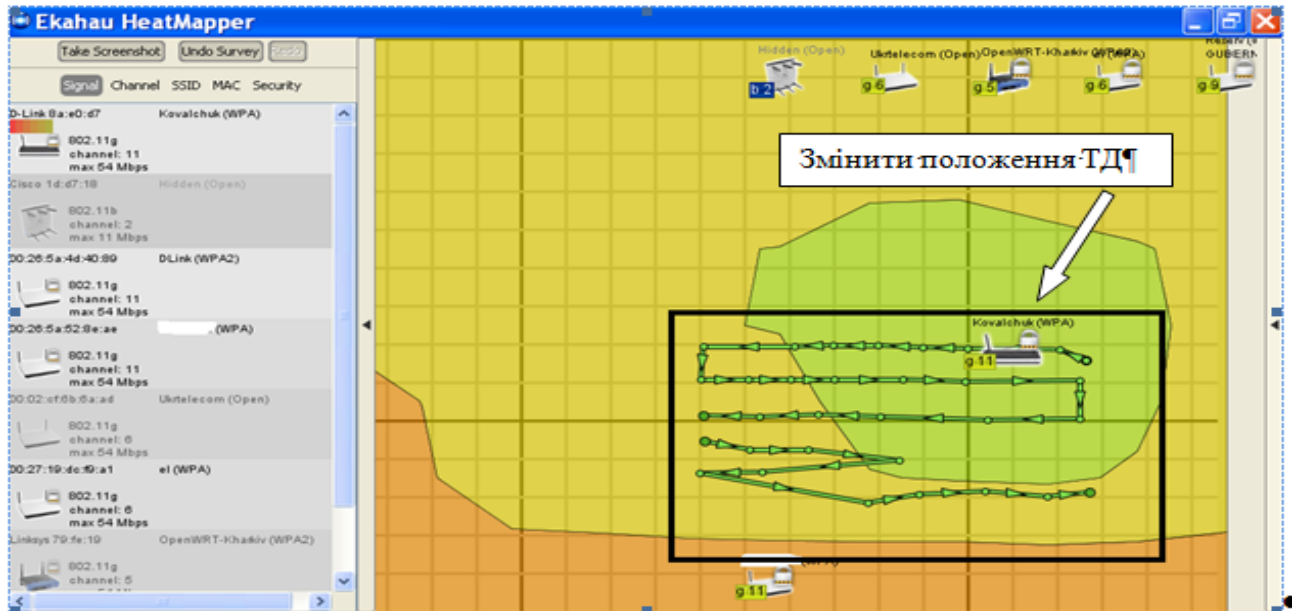 Ekahau HeatMapper
Take Screenshot Undo Survey Redo
Signal Channel SSID MAC Security
D-Link 8a:e0:d7 Kovalchuk (WPA)
802.11g
channel: 11
max 54 Mbps
Cisco 1d:d7:18 Hidden (Open)
802.11b
channel: 2
max 11 Mbps
00:26:5a:4d:40:89 DLink (WPA2)
802.11g
channel: 11
max 54 Mbps
00:26:5a:52:8e:ae (WPA)
802.11g
channel: 11
max 54 Mbps
00:02:cf:6b:6a:ad Ukrtelecom (Open)
802.11g
channel: 6
max 54 Mbps
00:27:19:dc:f9:a1 el (WPA)
802.11g
channel: 6
max 54 Mbps
Linksys 79:fe:19 OpenWRT-Kharkiv (WPA2)
802.11g
channel: 5
Hidden (Open)
b 2
Ukrtelecom (Open)
g 6
OpenWRT-Kharkiv
g 5
el (WPA)
g 6
GUBERN
g 9
Змінити положення ТД¶
Kovalchuk (WPA)
g 11
g 11